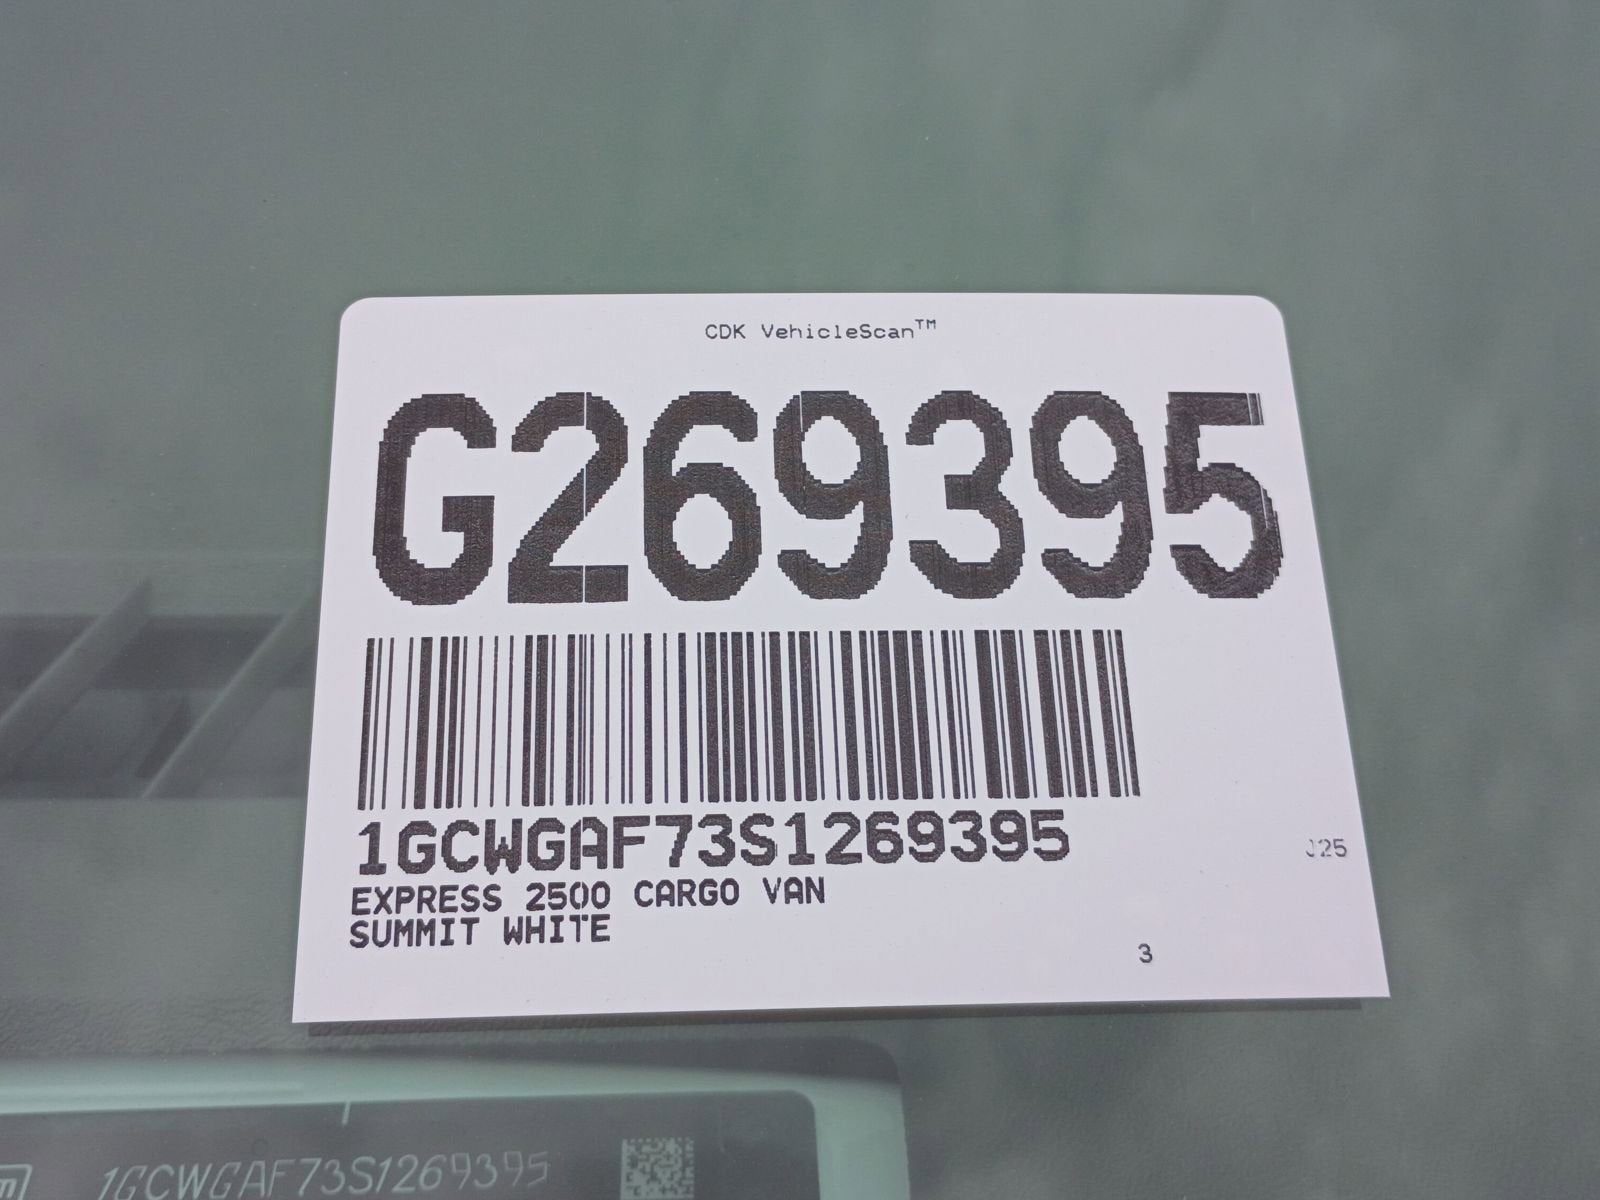 CDK VehicleScan™
G269395
1GCWGAF73S1269395
J25
EXPRESS 2500 CARGO VAN
SUMMIT WHITE
3
1GCWGAF73S1269395